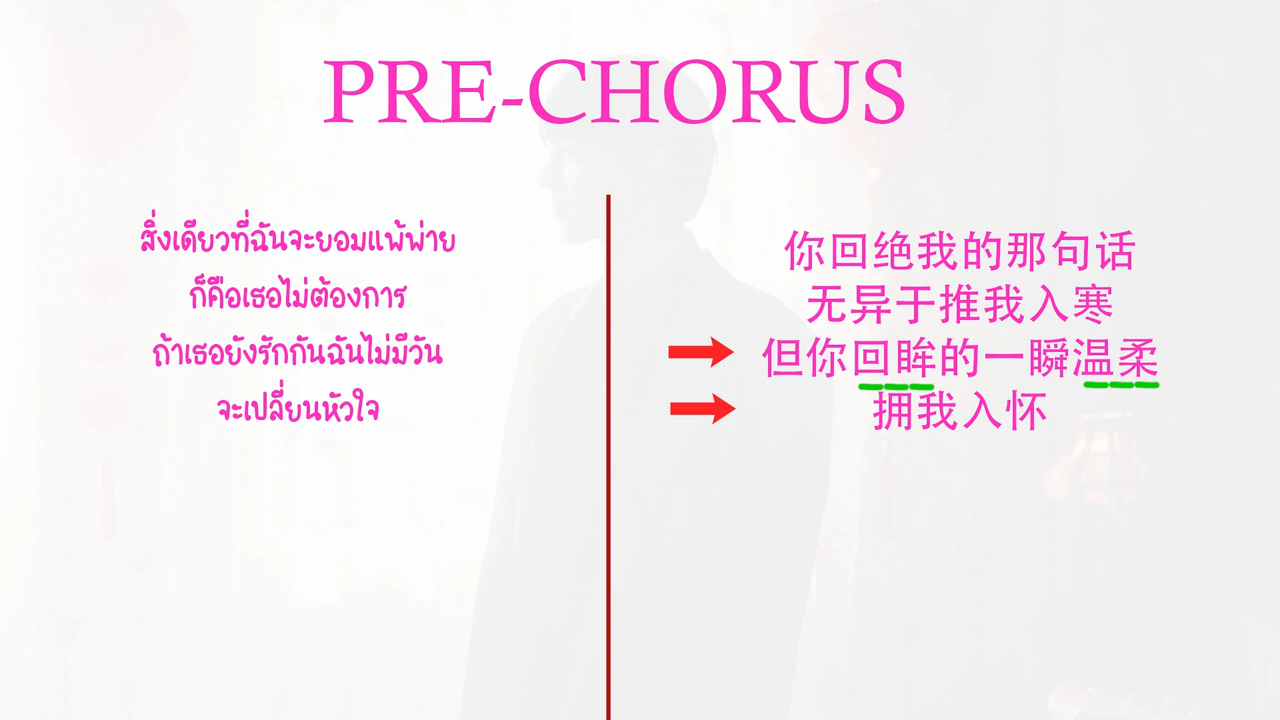 PRE-CHORUS
สิ่งเดียวที่ฉันจะยอมแพ้พ่าย
ก็คือเธอไม่ต้องการ
ถ้าเธอยังรักกันฉันไม่มีวัน
จะเปลี่ยนหัวใจ
你回绝我的那句话
无异于推我入寒
但你回眸的一瞬温柔
拥我入怀